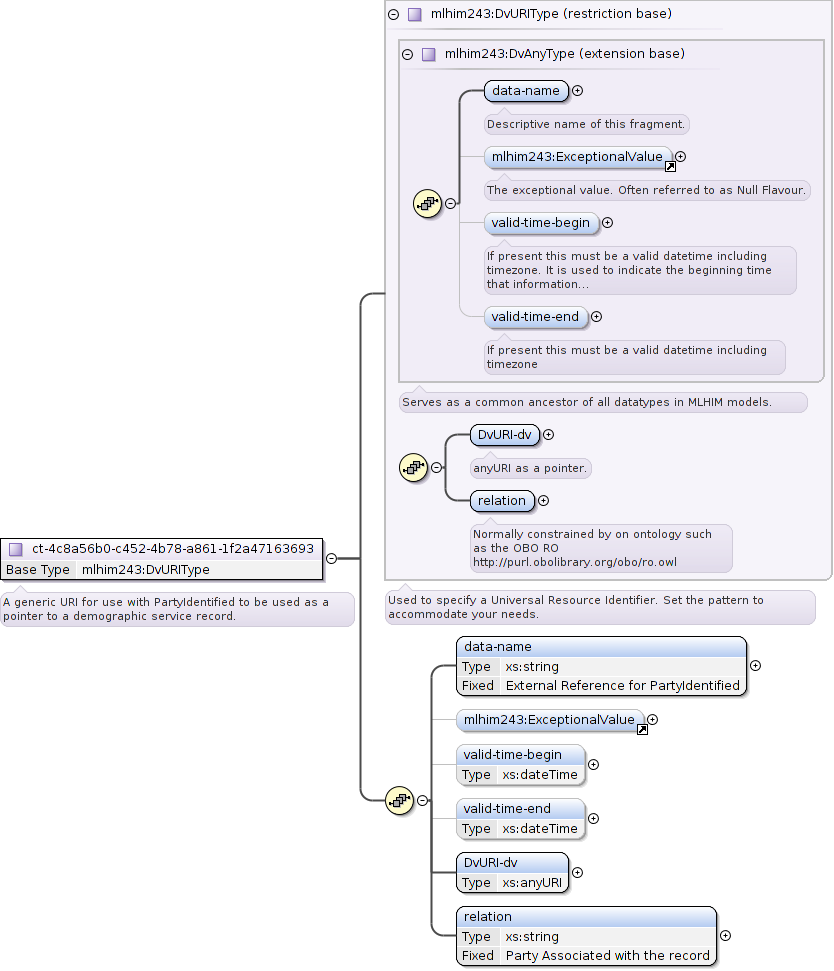 mlhim243:DvURIType (restriction base)
mlhim243:DvAnyType (extension base)
data-name
Descriptive name of this fragment.
mlhim243:ExceptionalValue
The exceptional value. Often referred to as Null Flavour.
valid-time-begin
If present this must be a valid datetime including
timezone. It is used to indicate the beginning time
that information...
valid-time-end
If present this must be a valid datetime including
timezone
Serves as a common ancestor of all datatypes in MLHIM models.
DvURI-dv
anyURI as a pointer.
relation
Normally constrained by on ontology such
as the OBO RO
http://purl.obolibrary.org/obo/ro.owl
Used to specify a Universal Resource Identifier. Set the pattern to
accommodate your needs.
ct-4c8a56b0-c452-4b78-a861-1f2a47163693
Base Type mlhim243:DvURIType
A generic URI for use with PartyIdentified to be used as a
pointer to a demographic service record.
data-name
Type xs:string
Fixed External Reference for PartyIdentified
mlhim243:ExceptionalValue
valid-time-begin
Type xs:dateTime
valid-time-end
Type xs:dateTime
DvURI-dv
Type xs:anyURI
relation
Type xs:string
Fixed Party Associated with the record